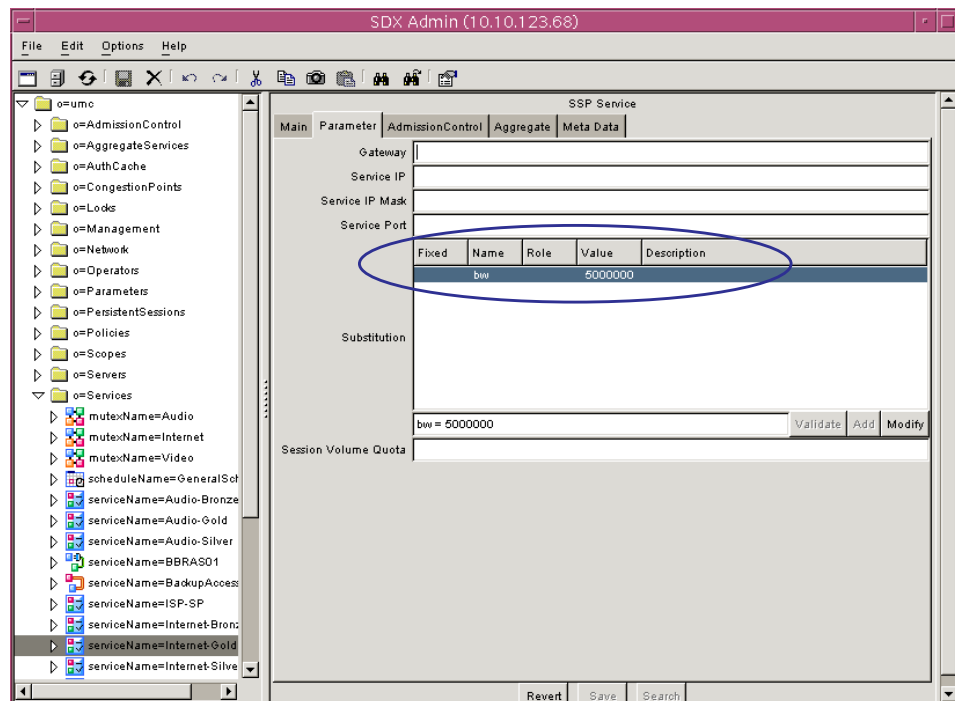 SDX Admin (10.10.123.68)
File Edit Options Help
o=umc
o=AdmissionControl
o=AggregateServices
o=AuthCache
o=CongestionPoints
o=Locks
o=Management
o=Network
o=Operators
o=Parameters
o=PersistentSessions
o=Policies
o=Scopes
o=Servers
o=Services
mutexName=Audio
mutexName=Internet
mutexName=Video
scheduleName=GeneralSch
serviceName=Audio-Bronze
serviceName=Audio-Gold
serviceName=Audio-Silver
serviceName=BBRAS01
serviceName=BackupAccess
serviceName=ISP-SP
serviceName=Internet-Bronz
serviceName=Internet-Gold
serviceName=Internet-Silve
SSP Service
Main Parameter AdmissionControl Aggregate Meta Data
Gateway
Service IP
Service IP Mask
Service Port
Fixed Name Role Value Description
bw 5000000
Substitution
bw = 5000000 Validate Add Modify
Session Volume Quota
Revert Save Search